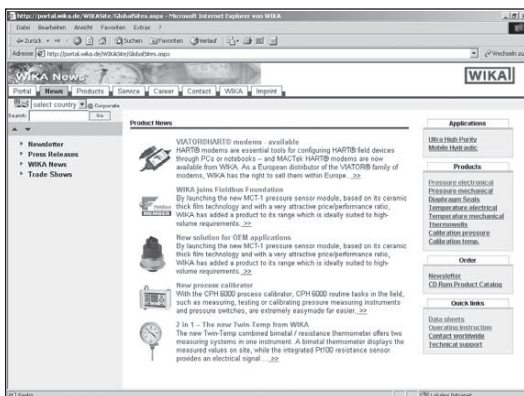 http://portal.wika.de/WIKASite/GlobalSites.aspx - Microsoft Internet Explorer von WIKA
Datei Bearbeiten Ansicht Favoriten Extras ?
Zurück Suchen Favoriten Verlauf
Adresse http://portal.wika.de/WIKASite/GlobalSites.aspx Wechseln zu
WIKA News
WIKA
Portal News Products Service Career Contact WIKA Imprint
select country Corporate
Search: Go
Newsletter
Press Releases
WIKA News
Trade Shows
Product News
VIATOR®HART® modems - available
HART® modems are essential tools for configuring HART® field devices
through PCs or notebooks – and MACTek HART® modems are now
available from WIKA. As a European distributor of the VIATOR® family of
modems, WIKA has the right to sell them within Europe...>>
WIKA joins Fieldbus Foundation
By launching the new MCT-1 pressure sensor module, based on its ceramic
thick film technology and with a very attractive price/performance ratio,
WIKA has added a product to its range which is ideally suited to high-
volume requirements...>>
MEMBER
New solution for OEM applications
By launching the new MCT-1 pressure sensor module, based on its ceramic
thick film technology and with a very attractive price/performance ratio,
WIKA has added a product to its range which is ideally suited to high-
volume requirements...>>
New process calibrator
With the CPH 6000 process calibrator, CPH 6000 routine tasks in the field,
such as measuring, testing or calibrating pressure measuring instruments
and pressure switches, are extremely easymade far easier...>>
2 in 1 – The new Twin-Temp from WIKA
The new Twin-Temp combined bimetal / resistance thermometer offers two
measuring systems in one instrument. A bimetal thermometer displays the
measured values on site, while the integrated Pt100 resistance sensor
provides an electrical signal ...>>
Applications
Ultra High Purity
Mobile Hydraulic
Products
Pressure electronical
Pressure mechanical
Diaphragm Seals
Temperature electrical
Temperature mechanical
Thermowells
Calibration pressure
Calibration temp.
Order
Newsletter
CD Rom Product Catalog
Quick links
Data sheets
Operating Instruction
Contact worldwide
Technical support
Fertig
Lokales Intranet